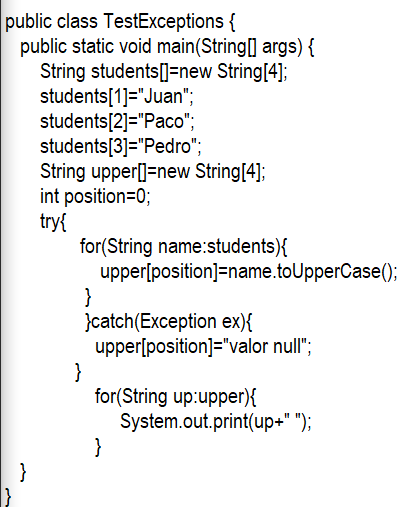 public class TestExceptions {
public static void main(String[] args) {
String students[]=new String[4];
students[1]="Juan";
students[2]="Paco";
students[3]="Pedro";
String upper[]=new String[4];
int position=0;
try{
for(String name:students){
upper[position]=name.toUpperCase();
}
}catch(Exception ex){
upper[position]="valor null";
}
for(String up:upper){
System.out.print(up+" ");
}
}
}